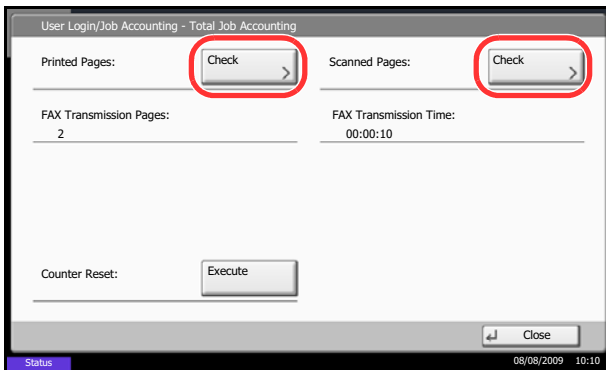 User Login/Job Accounting - Total Job Accounting
Printed Pages: Check Scanned Pages: Check
FAX Transmission Pages: FAX Transmission Time:
2 00:00:10
Counter Reset: Execute
Close
Status 08/08/2009 10:10